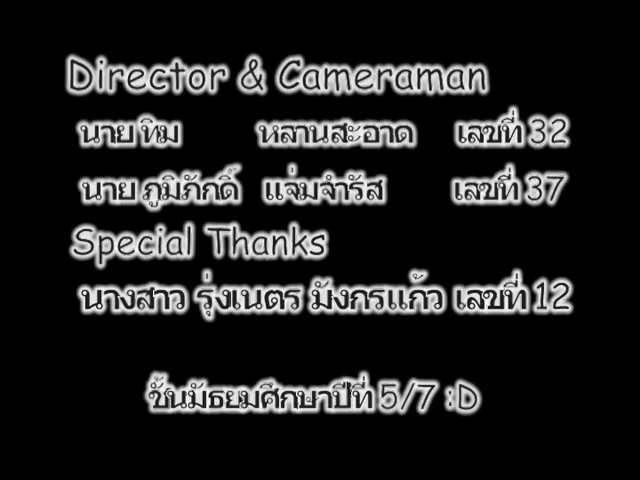 Director & Cameraman
นาย ทิม หลานสะอาด เลขที่ 32
นาย ภูมิภักดิ์ แจ่มจำรัส เลขที่ 37
Special Thanks
นางสาว รุ่งเนตร มังกรแก้ว เลขที่ 12
ชั้นมัธยมศึกษาปีที่ 5/7 :D